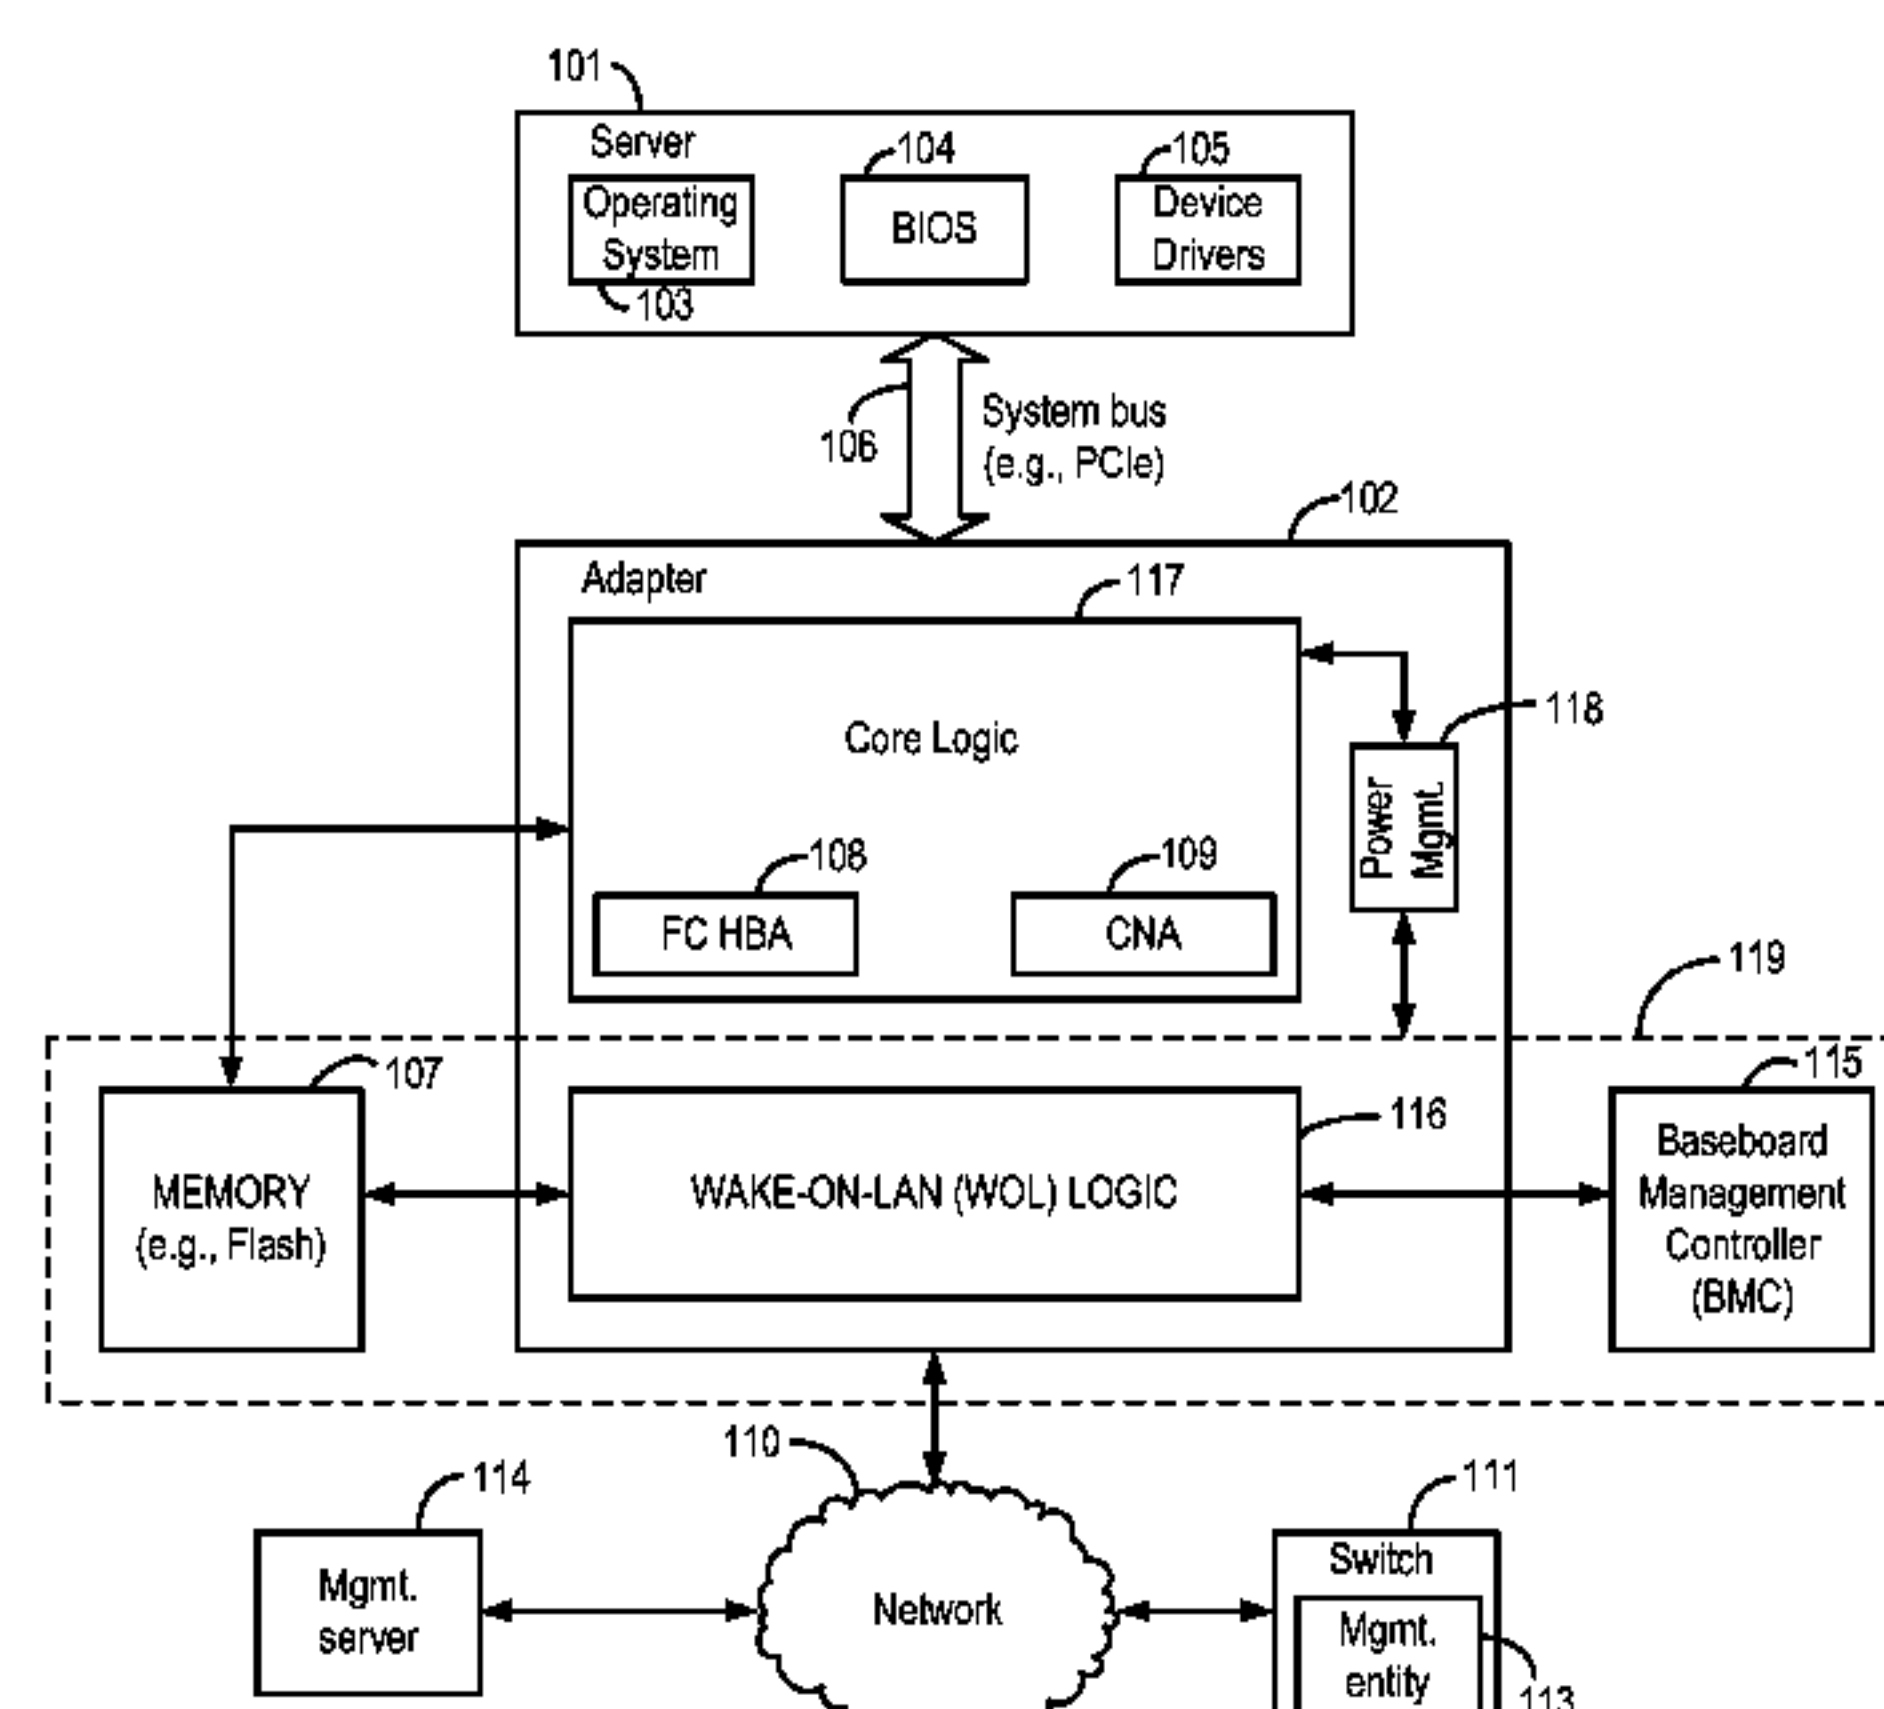 101
Server
104
105
Operating
System
BIOS
Device
Drivers
103
106
System bus
(e.g., PCIe)
102
Adapter
117
Core Logic
118
Power
Mgmt.
108
109
FC HBA
CNA
119
107
115
116
MEMORY
(e.g., Flash)
WAKE-ON-LAN (WOL) LOGIC
Baseboard
Management
Controller
(BMC)
110
114
111
Mgmt.
server
Network
Switch
Mgmt.
entity
113